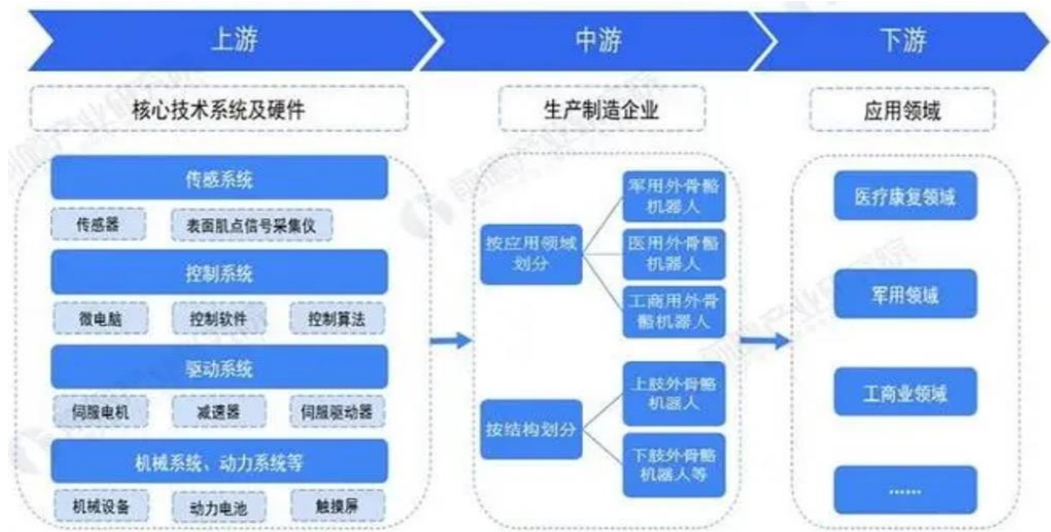 上游
中游
下游
核心技术系统及硬件
生产制造企业
应用领域
传感系统
传感器
表面肌点信号采集仪
控制系统
微电脑
控制软件
控制算法
驱动系统
伺服电机
减速器
伺服驱动器
机械系统、动力系统等
机械设备
动力电池
触摸屏
按应用领域
划分
军用外骨骼
机器人
医用外骨骼
机器人
工商用外骨
骼机器人
按结构划分
上肢外骨骼
机器人
下肢外骨骼
机器人等
医疗康复领域
军用领域
工商业领域
……